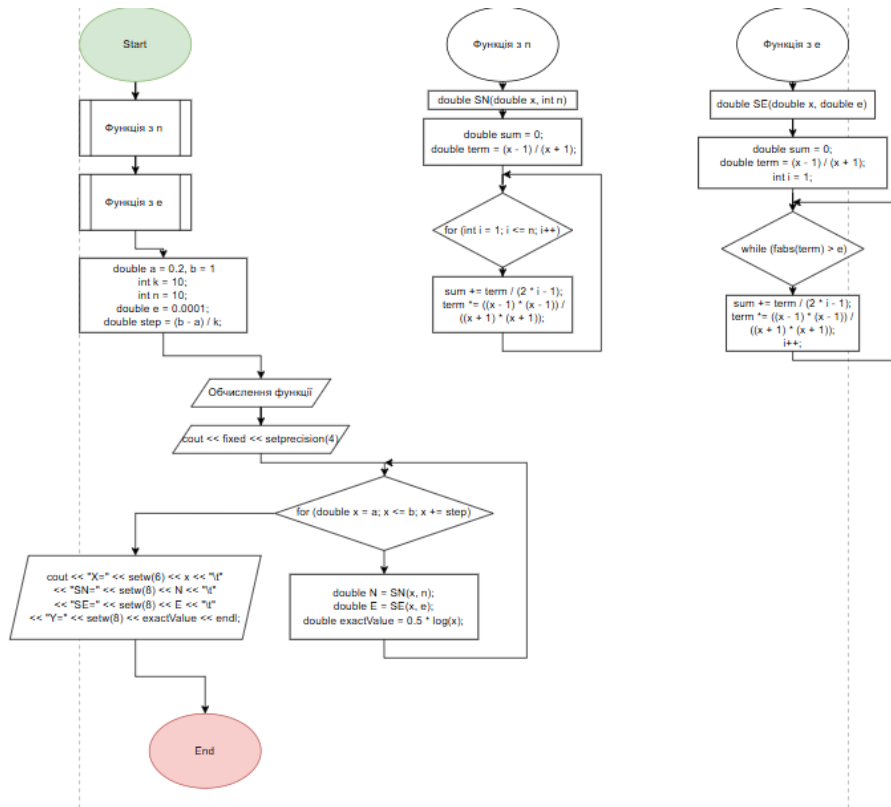 Start
Функція з n
Функція з e
double a = 0.2, b = 1
int k = 10;
int n = 10;
double e = 0.0001;
double step = (b - a) / k;
Обчислення функції
cout << fixed << setprecision(4)
for (double x = a; x <= b; x += step)
cout << "X=" << setw(6) << x << "\t"
<< "SN=" << setw(8) << N << "\t"
<< "SE=" << setw(8) << E << "\t"
<< "Y=" << setw(8) << exactValue << endl;
double N = SN(x, n);
double E = SE(x, e);
double exactValue = 0.5 * log(x);
End
Функція з n
double SN(double x, int n)
double sum = 0;
double term = (x - 1) / (x + 1);
for (int i = 1; i <= n; i++)
sum += term / (2 * i - 1);
term *= ((x - 1) * (x - 1)) /
((x + 1) * (x + 1));
Функція з e
double SE(double x, double e)
double sum = 0;
double term = (x - 1) / (x + 1);
int i = 1;
while (fabs(term) > e)
sum += term / (2 * i - 1);
term *= ((x - 1) * (x - 1)) /
((x + 1) * (x + 1));
i++;